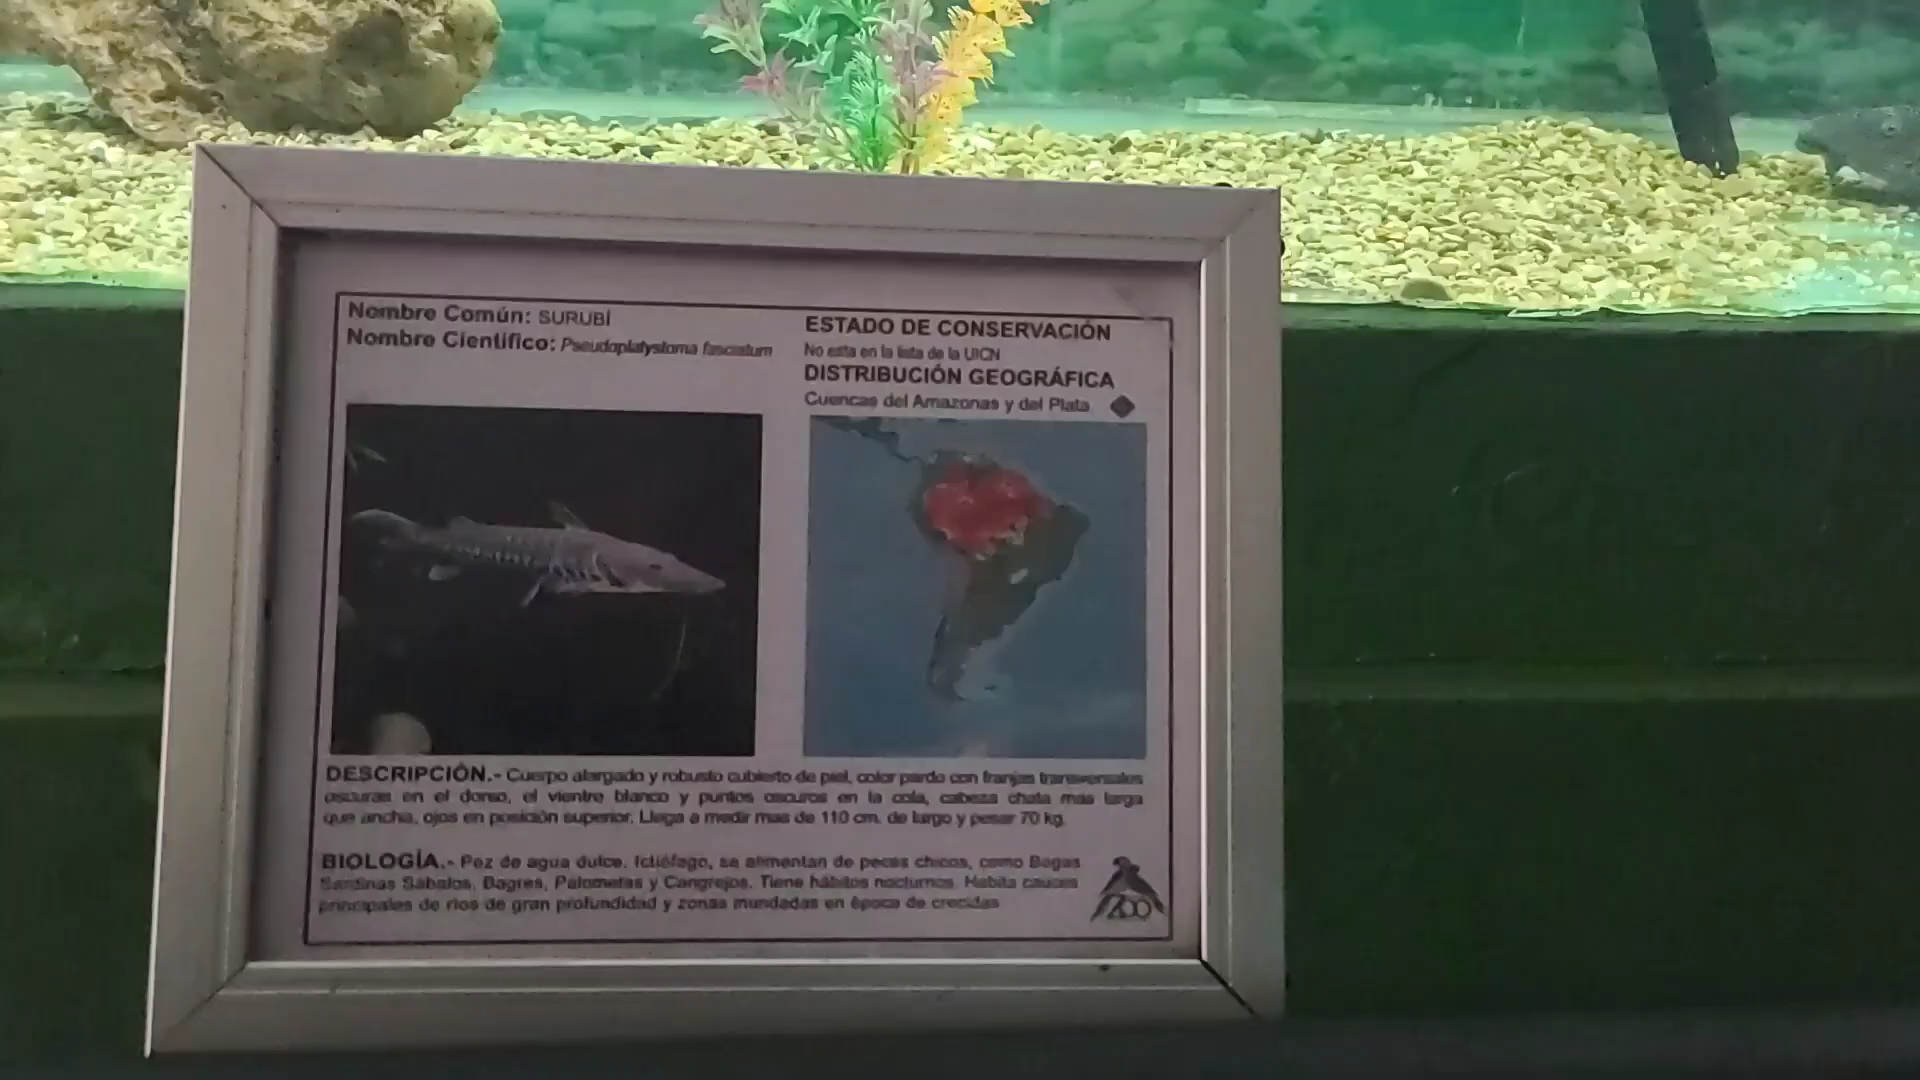 Nombre Común: SURUBÍ
Nombre Científico: Pseudoplatystoma fasciatum
ESTADO DE CONSERVACIÓN
No esta en la lista de la UICN
DISTRIBUCIÓN GEOGRÁFICA
Cuencas del Amazonas y del Plata
DESCRIPCIÓN.- Cuerpo alargado y robusto cubierto de piel, color pardo con franjas transversales
oscuras en el dorso, el vientre blanco y puntos oscuros en la cola, cabeza chata mas larga
que ancha, ojos en posición superior. Llega a medir mas de 110 cm. de largo y pesar 70 kg.
BIOLOGÍA.- Pez de agua dulce. Ictiófago, se alimentan de peces chicos, como Bogas
Sardinas Sábalos, Bagres, Palometas y Cangrejos. Tiene hábitos nocturnos. Habita cauces
principales de ríos de gran profundidad y zonas inundadas en época de crecidas
ZOO